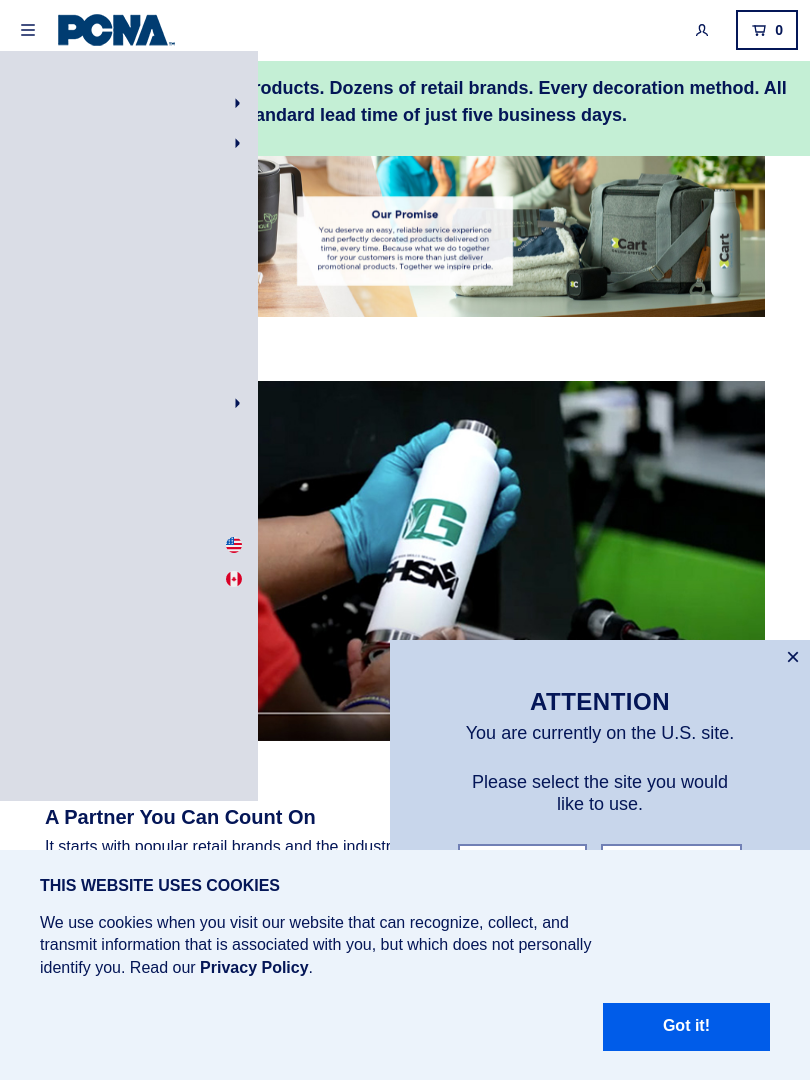 PCNA
0
roducts. Dozens of retail brands. Every decoration method. All
andard lead time of just five business days.
Our Promise
You deserve an easy, reliable service experience
and perfectly decorated products delivered on
time, every time. Because what we do together
for your customers is more than just deliver
promotional products. Together we inspire pride.
Cart
Cart
G
GHSM
ATTENTION
You are currently on the U.S. site.
Please select the site you would
like to use.
A Partner You Can Count On
It starts with popular retail brands and the industr
THIS WEBSITE USES COOKIES
We use cookies when you visit our website that can recognize, collect, and
transmit information that is associated with you, but which does not personally
identify you. Read our Privacy Policy.
Got it!